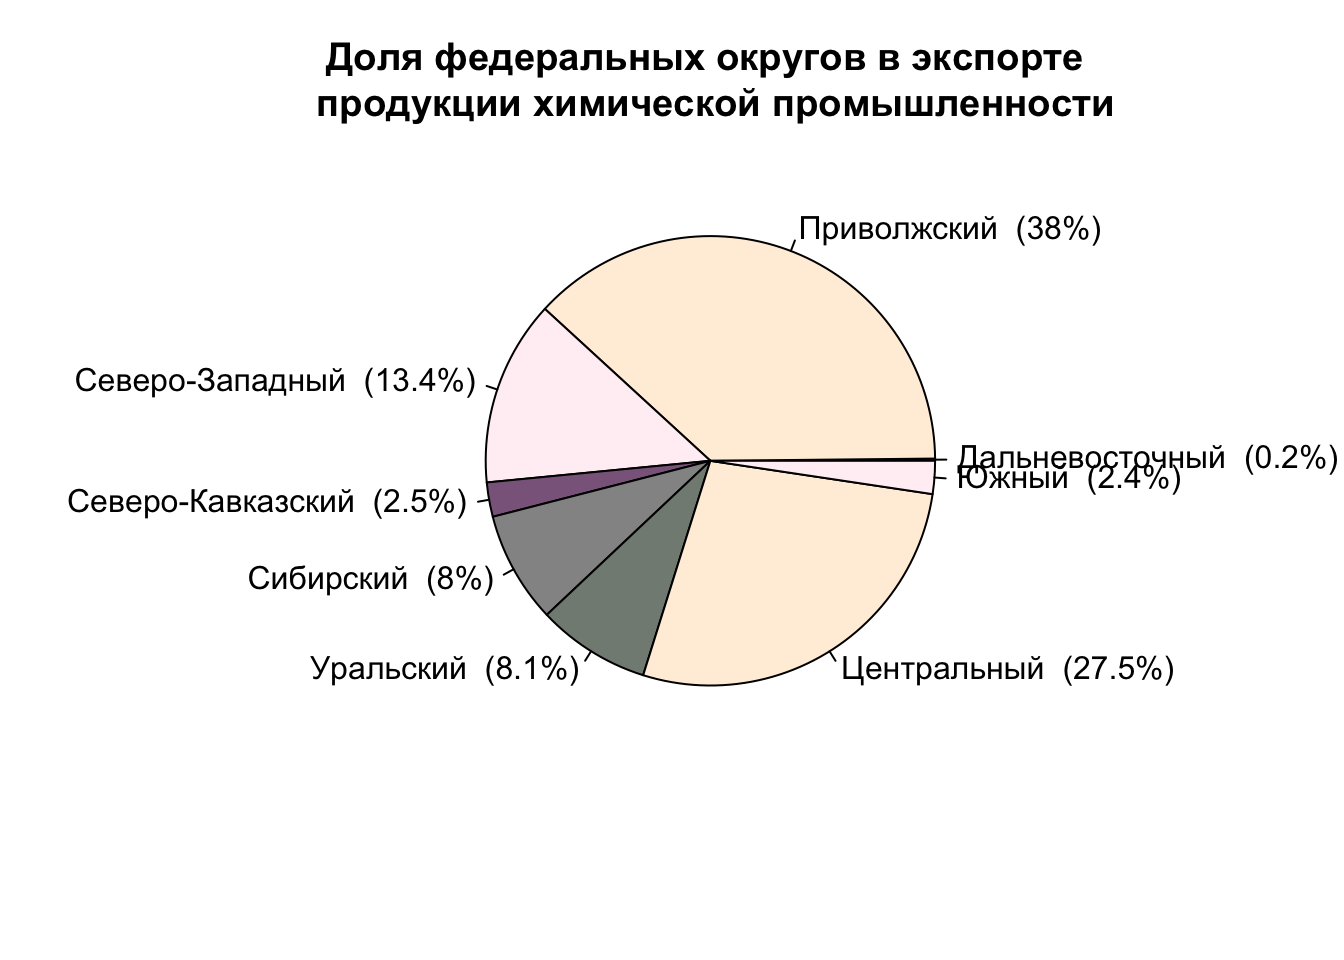 Доля федеральных округов в экспорте
продукции химической промышленности
Приволжский (38%)
Северо-Западный (13.4%)
Дальневосточный (0.2%)
Южный (2.4%)
Северо-Кавказский (2.5%)
Сибирский (8%)
Уральский (8.1%)
Центральный (27.5%)